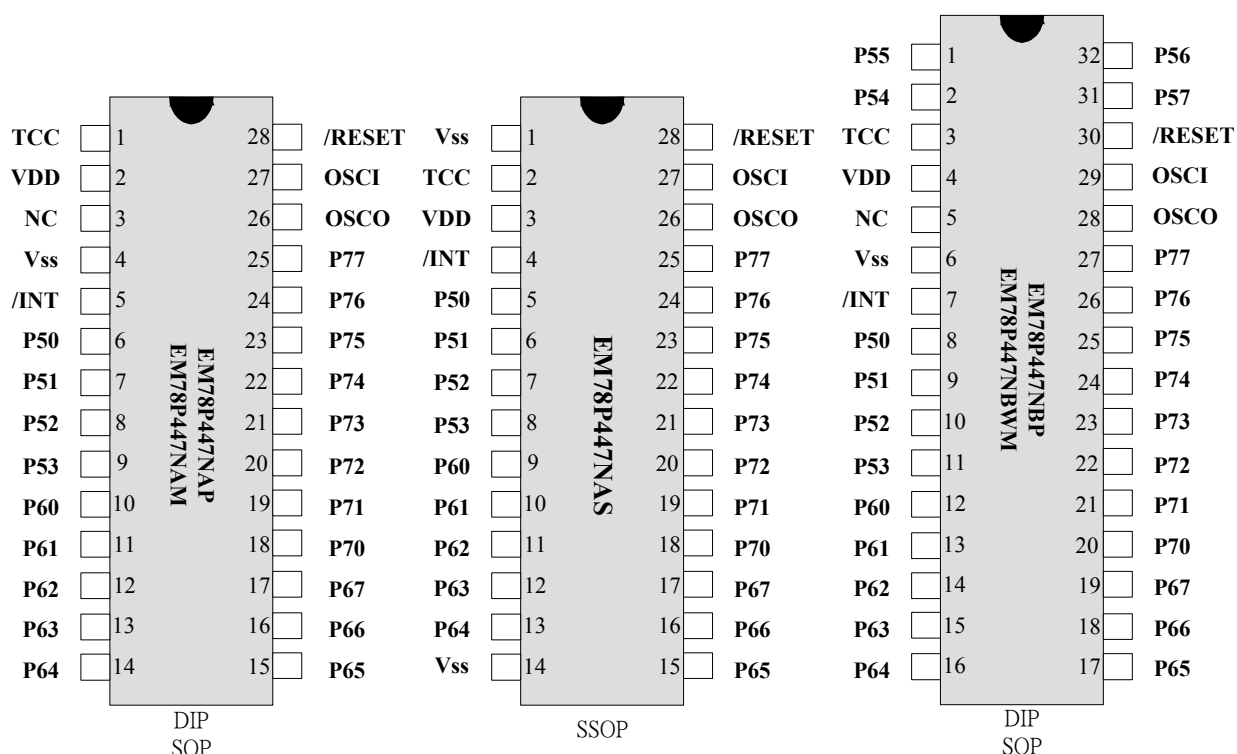 TCC 1 28 /RESET
VDD 2 27 OSCI
NC 3 26 OSCO
Vss 4 25 P77
/INT 5 24 P76
P50 6 23 P75
P51 7 22 P74
P52 8 21 P73
P53 9 20 P72
P60 10 19 P71
P61 11 18 P70
P62 12 17 P67
P63 13 16 P66
P64 14 15 P65
EM78P447NAP
EM78P447NAM
DIP
SOP
Vss 1 28 /RESET
TCC 2 27 OSCI
VDD 3 26 OSCO
/INT 4 25 P77
P50 5 24 P76
P51 6 23 P75
P52 7 22 P74
P53 8 21 P73
P60 9 20 P72
P61 10 19 P71
P62 11 18 P70
P63 12 17 P67
P64 13 16 P66
Vss 14 15 P65
EM78P447NAS
SSOP
P55 1 32 P56
P54 2 31 P57
TCC 3 30 /RESET
VDD 4 29 OSCI
NC 5 28 OSCO
Vss 6 27 P77
/INT 7 26 P76
P50 8 25 P75
P51 9 24 P74
P52 10 23 P73
P53 11 22 P72
P60 12 21 P71
P61 13 20 P70
P62 14 19 P67
P63 15 18 P66
P64 16 17 P65
EM78P447NBP
EM78P447NBWM
DIP
SOP